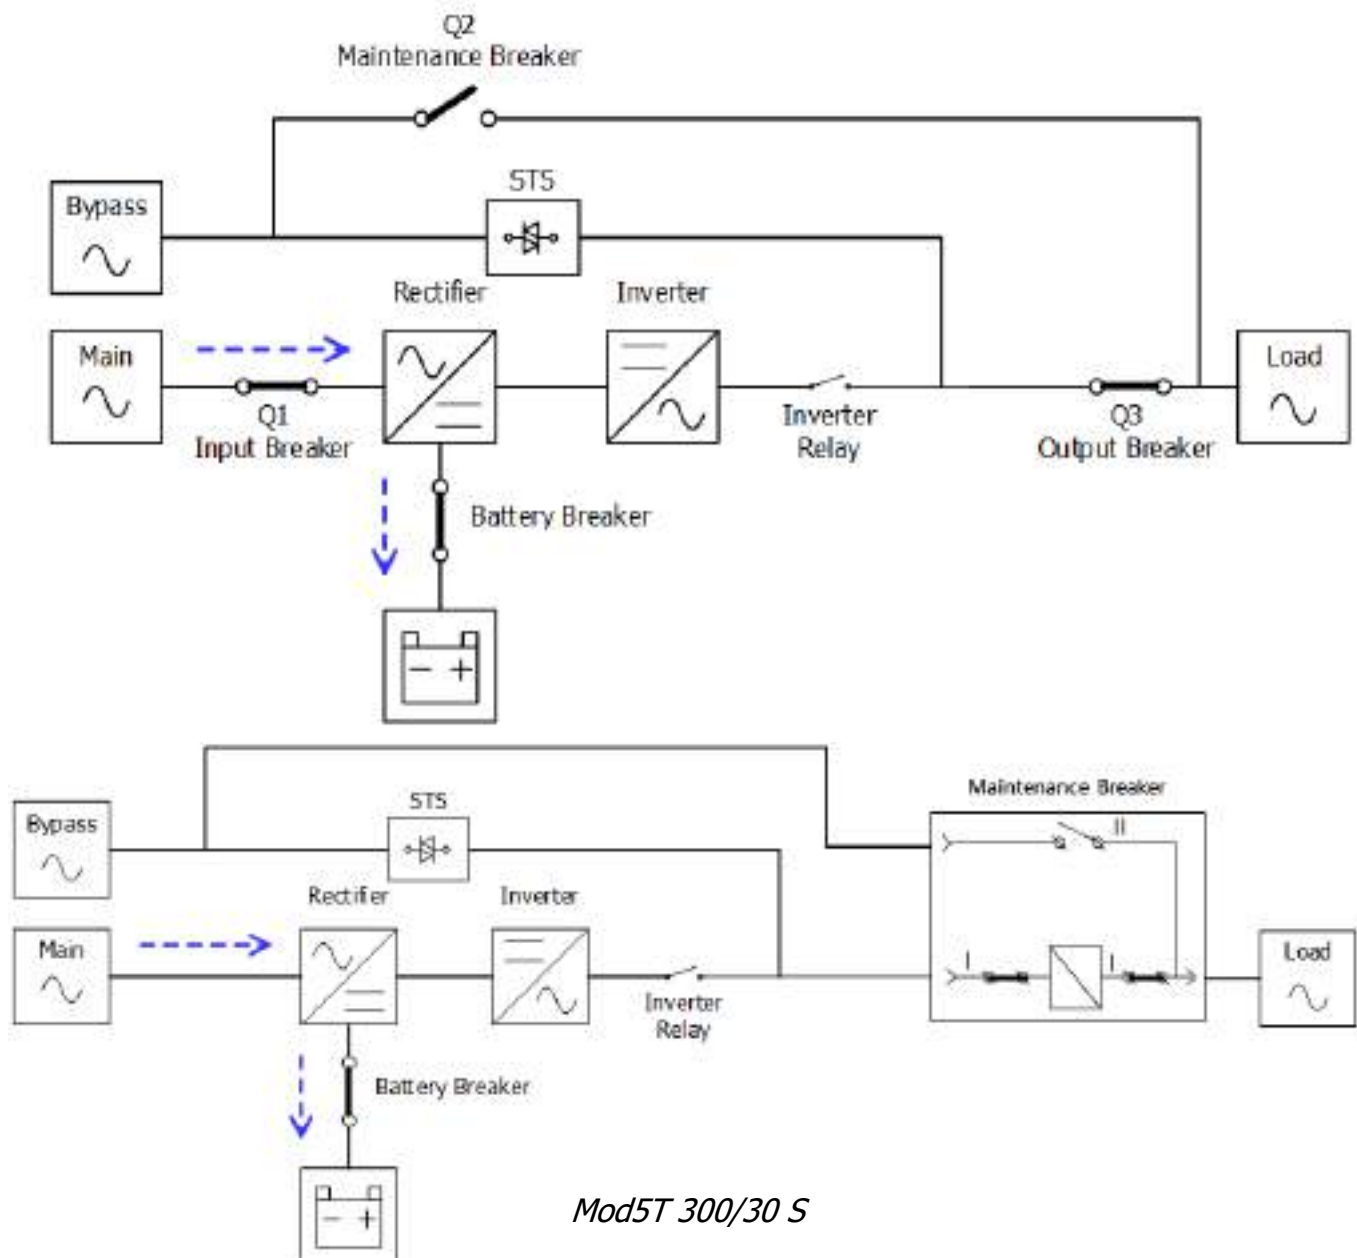 Q2
Maintenance Breaker
STS
Bypass
Rectifier
Inverter
Main
Load
Q1
Input Breaker
Inverter
Relay
Q3
Output Breaker
Battery Breaker
- +
Maintenance Breaker
STS
Bypass
II
Rectifier
Inverter
Main
I
I
Load
Inverter
Relay
Battery Breaker
- +
Mod5T 300/30 S